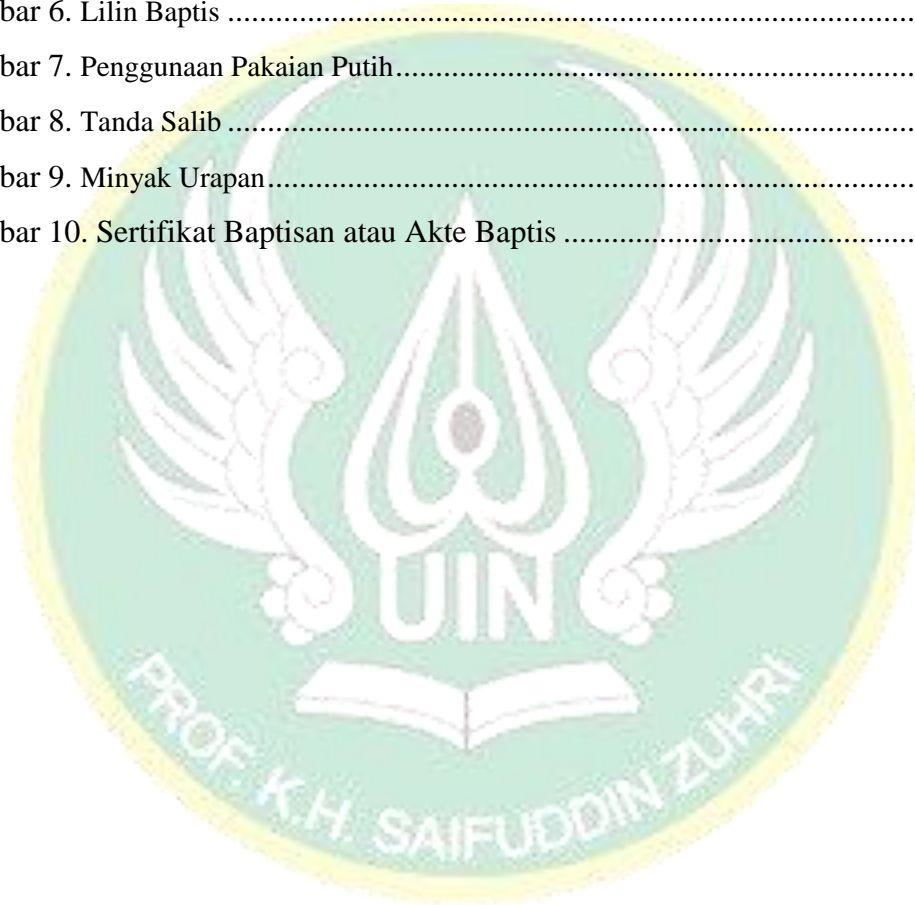 bar 6. Lilin Baptis ........................................................................................
bar 7. Penggunaan Pakaian Putih..................................................................
bar 8. Tanda Salib ........................................................................................
bar 9. Minyak Urapan...................................................................................
bar 10. Sertifikat Baptisan atau Akte Baptis .............................................
UIN
PROF. K.H. SAIFUDDIN ZUHRI